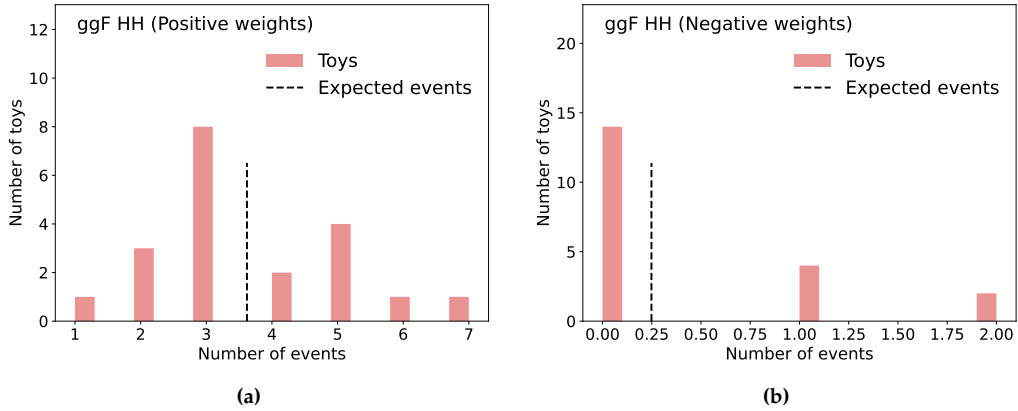 ggF HH (Positive weights)
Toys
Expected events
Number of toys
12
10
8
6
4
2
0
1 2 3 4 5 6 7
Number of events
(a)
ggF HH (Negative weights)
Toys
Expected events
Number of toys
20
15
10
5
0
0.00 0.25 0.50 0.75 1.00 1.25 1.50 1.75 2.00
Number of events
(b)